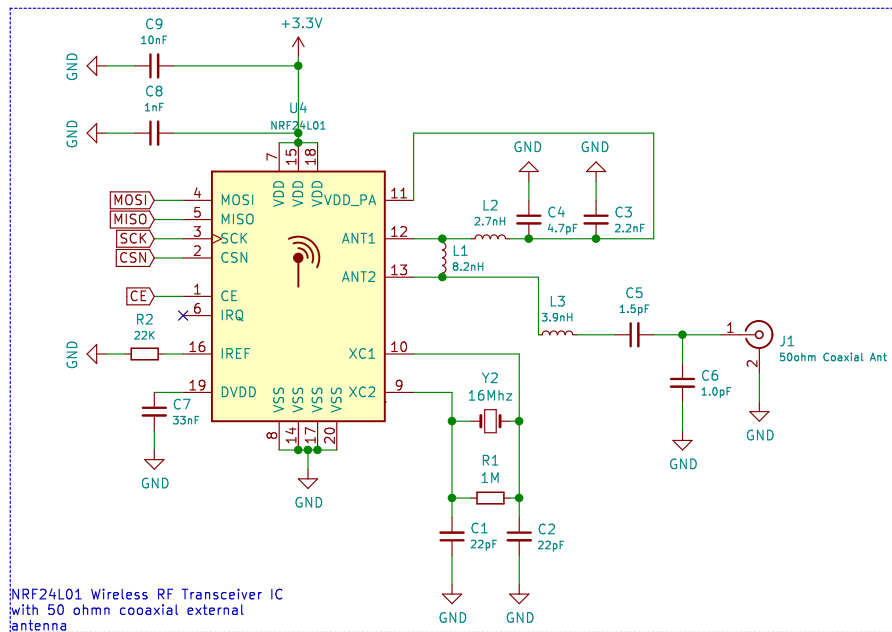 C9
10nF
GND
+3.3V
C8
1nF
GND
U4
NRF24L01
7
15
18
VDD
VDD
VDD
VDD_PA
11
MOSI
4
MOSI
MISO
5
MISO
SCK
3
SCK
CSN
2
CSN
CE
1
CE
6
IRQ
R2
22K
GND
16
IREF
19
DVDD
C7
33nF
GND
ANT1
12
ANT2
13
XC1
10
XC2
9
VSS
VSS
VSS
VSS
8
14
17
20
GND
L2
2.7nH
L1
8.2nH
GND
C4
4.7pF
GND
C3
2.2nF
L3
3.9nH
C5
1.5pF
C6
1.0pF
GND
1
2
J1
50ohm Coaxial Ant
GND
Y2
16Mhz
R1
1M
C1
22pF
C2
22pF
GND
GND
NRF24L01 Wireless RF Transceiver IC
with 50 ohmn cooaxial external
antenna